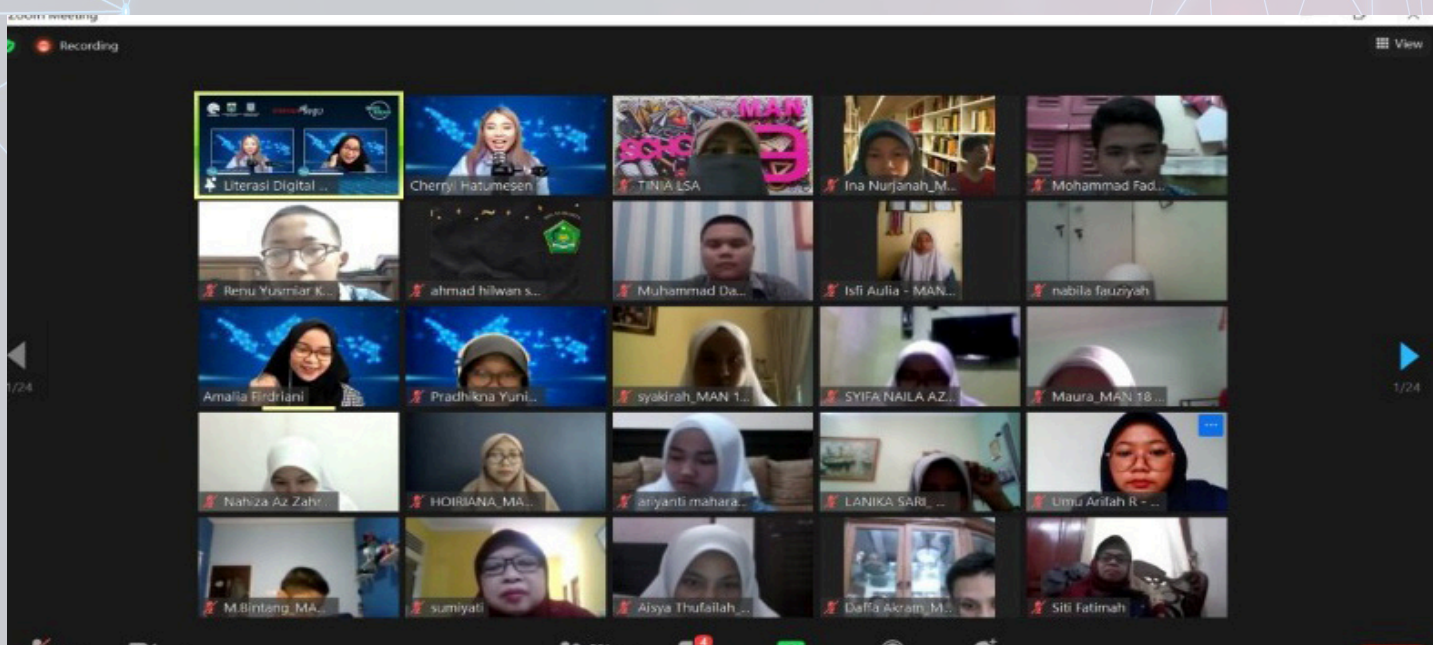 Zoom Meeting
Recording
View
Literasi Digital ...
Cherryl Hatumesen
TINIA LSA
Ina Nurjanah_M...
Mohammad Fad...
MAN
Renu Yusmiar K...
ahmad hilwan s...
Muhammad Da...
Isfi Aulia - MAN...
nabila fauziyah
Amalia Firdriani
Pradhikna Yuni...
syakirah_MAN 1...
SYIFA NAILA AZ...
Maura_MAN 18 ...
1/24
1/24
Nahiza Az Zahr...
HOIRIANA_MA...
ariyanti mahara...
LANIKA SARI_ ...
Umu Arifah R - ...
M.Bintang_MA...
sumiyati
Aisya Thufailah_...
Daffa Akram_M...
Siti Fatimah
4